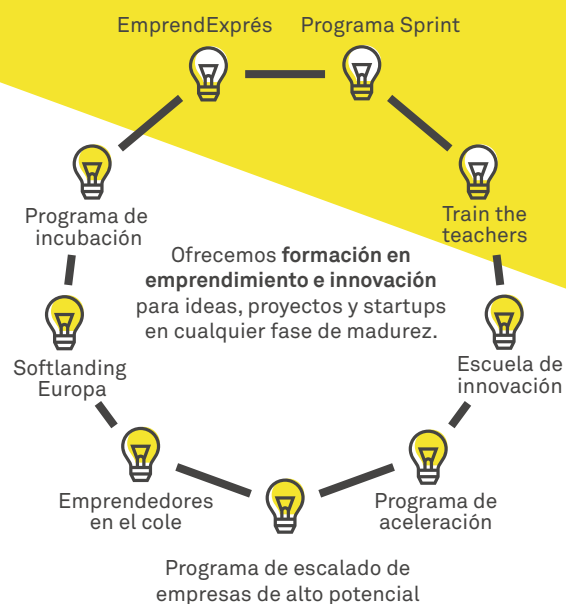 EmprendExprés
Programa Sprint
Programa de
incubación
Train the
teachers
Ofrecemos formación en
emprendimiento e innovación
para ideas, proyectos y startups
en cualquier fase de madurez.
Softlanding
Europa
Escuela de
innovación
Emprendedores
en el cole
Programa de
aceleración
Programa de escalado de
empresas de alto potencial